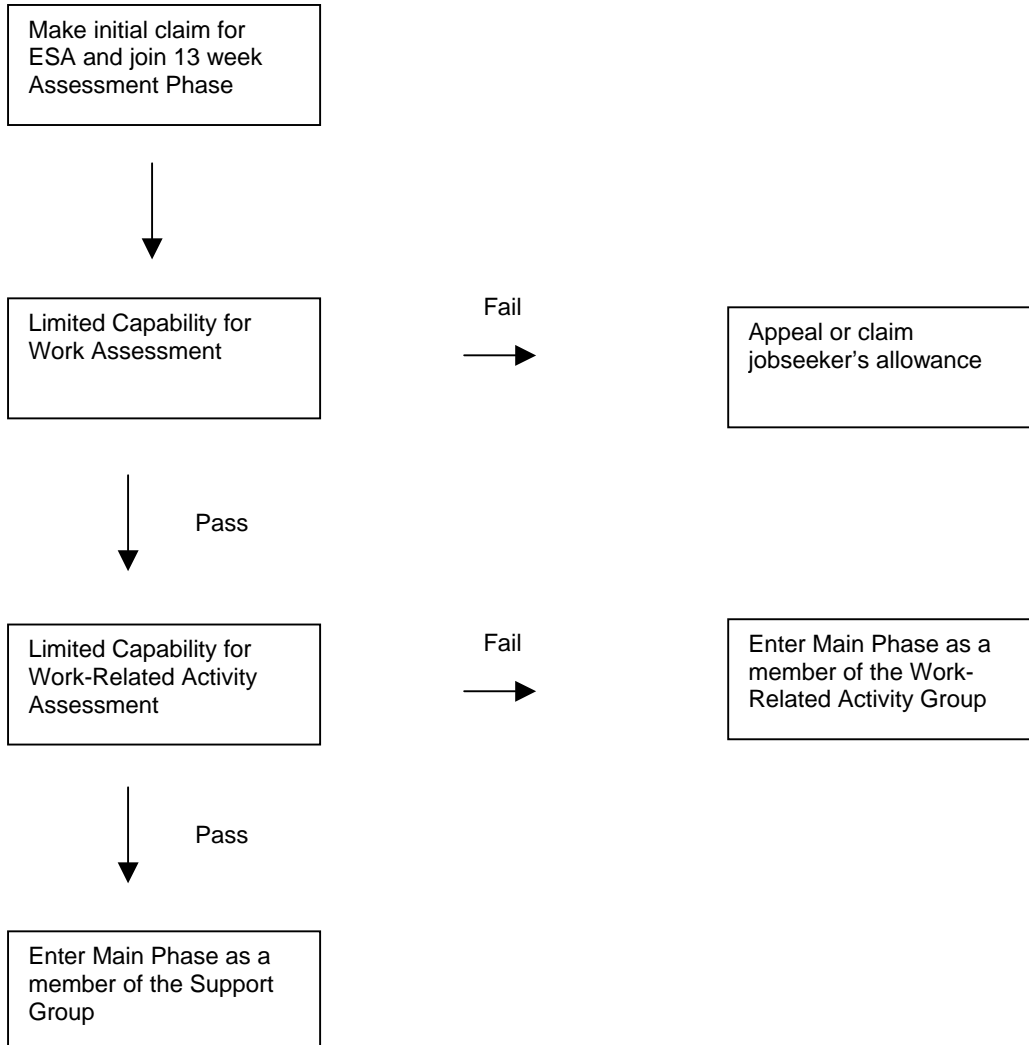 Make initial claim for
ESA and join 13 week
Assessment Phase
Limited Capability for
Work Assessment
Fail
Appeal or claim
jobseeker’s allowance
Pass
Limited Capability for
Work-Related Activity
Assessment
Fail
Enter Main Phase as a
member of the Work-
Related Activity Group
Pass
Enter Main Phase as a
member of the Support
Group